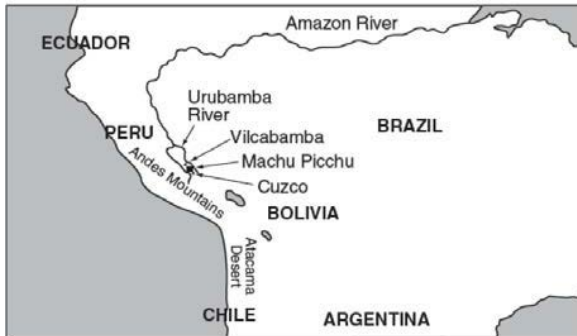 Amazon River
ECUADOR
Urubamba
River
PERU
Vilcabamba
BRAZIL
Machu Picchu
Andes Mountains
Cuzco
BOLIVIA
Atacama
Desert
CHILE
ARGENTINA